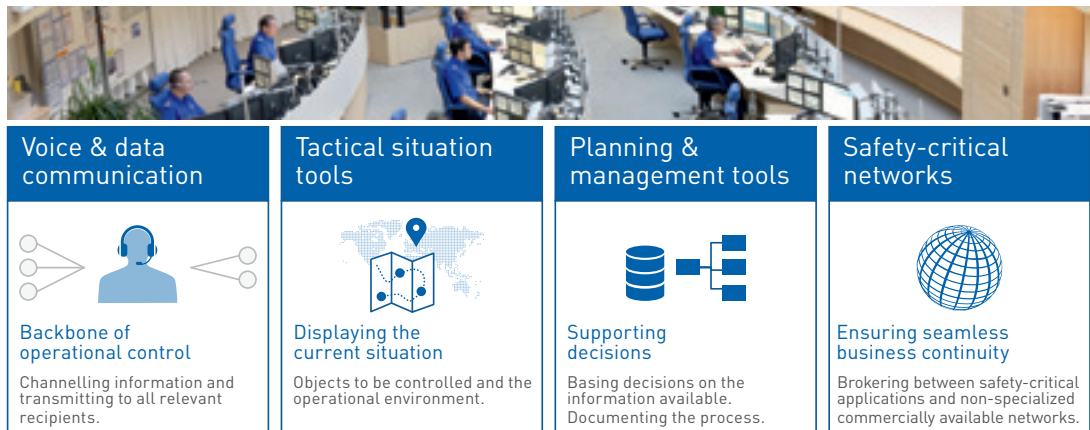 Voice & data
communication
Backbone of
operational control
Channelling information and
transmitting to all relevant
recipients.
Tactical situation
tools
Displaying the
current situation
Objects to be controlled and the
operational environment.
Planning &
management tools
Supporting
decisions
Basing decisions on the
information available.
Documenting the process.
Safety-critical
networks
Ensuring seamless
business continuity
Brokering between safety-critical
applications and non-specialized
commercially available networks.